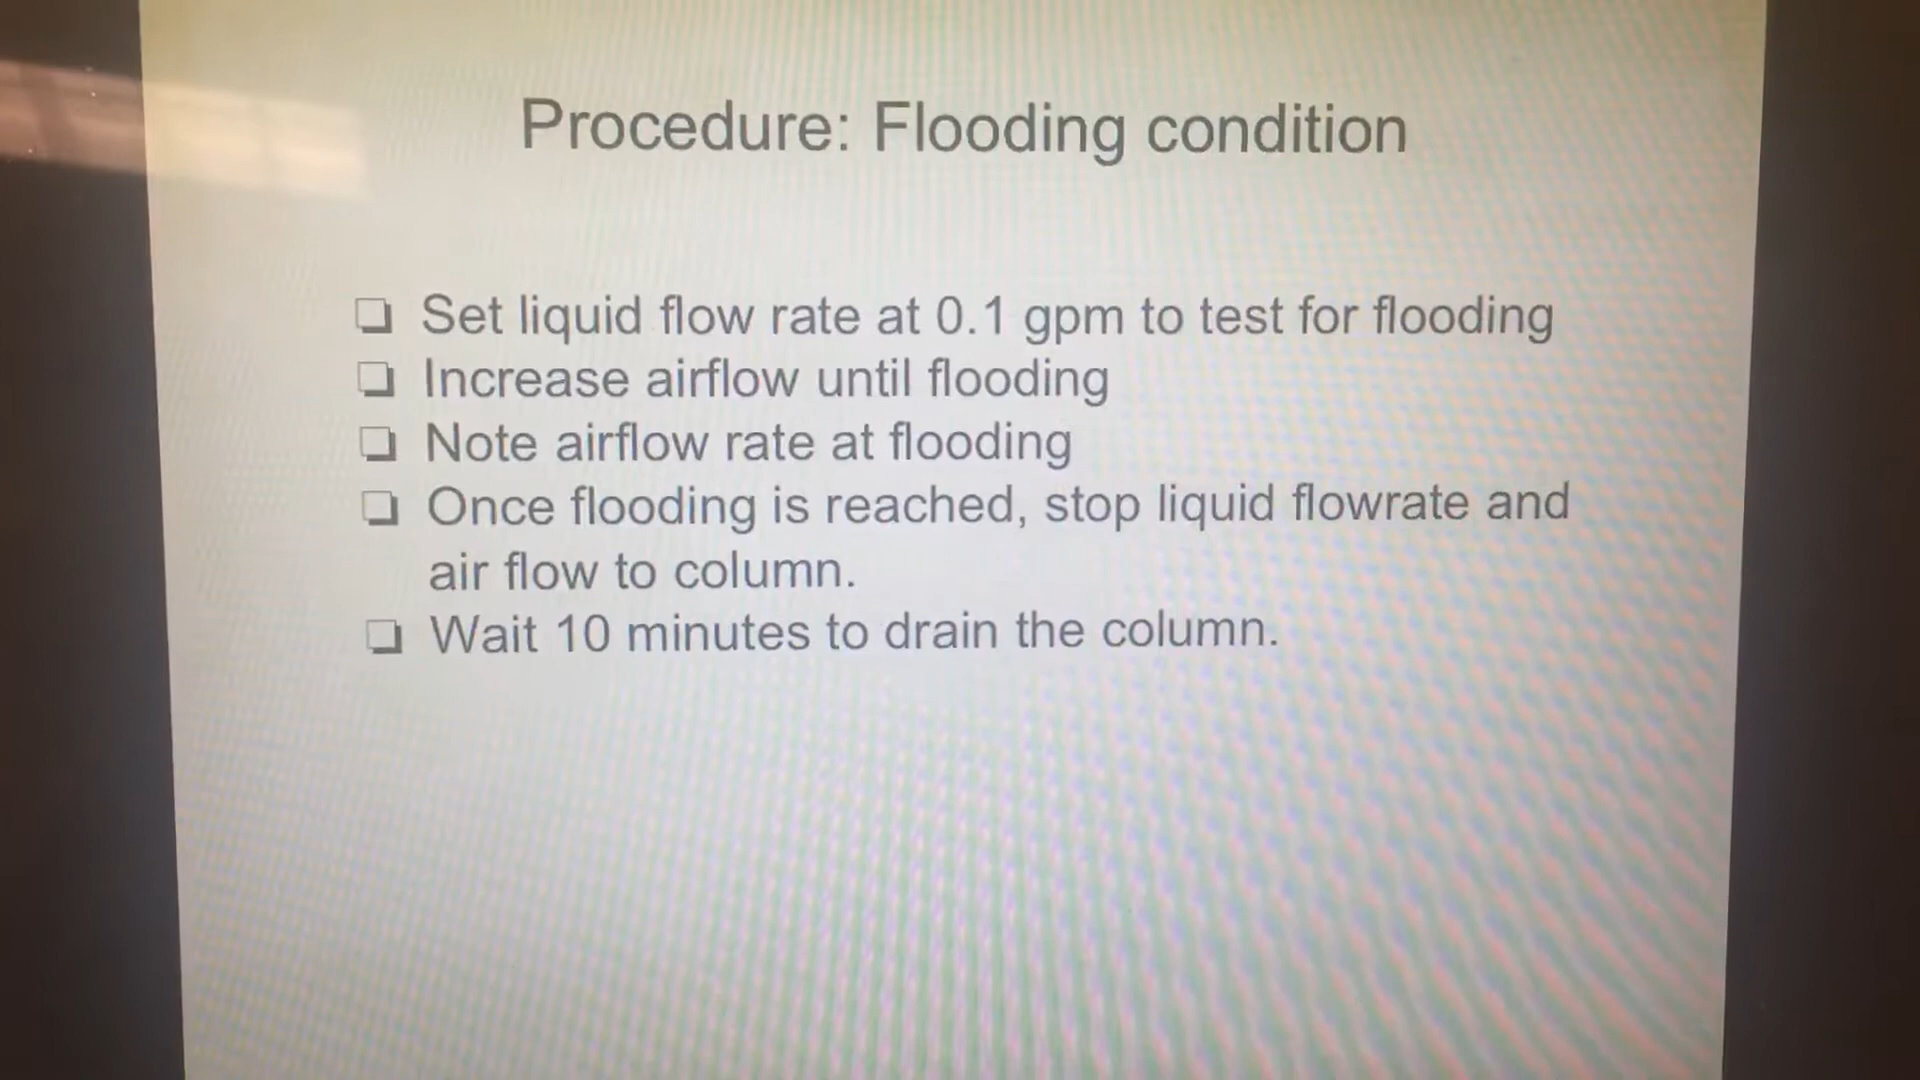 Procedure: Flooding condition
❏ Set liquid flow rate at 0.1 gpm to test for flooding
❏ Increase airflow until flooding
❏ Note airflow rate at flooding
❏ Once flooding is reached, stop liquid flowrate and
air flow to column.
❏ Wait 10 minutes to drain the column.